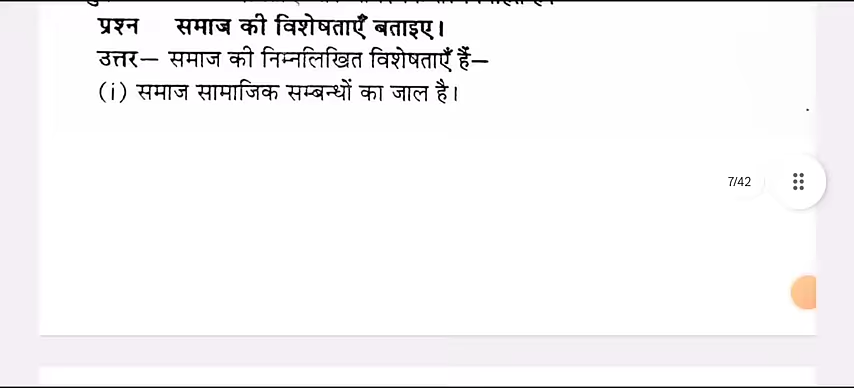 प्रश्न समाज की विशेषताएँ बताइए।
उत्तर— समाज की निम्नलिखित विशेषताएँ हैं—
(i) समाज सामाजिक सम्बन्धों का जाल है।
7/42